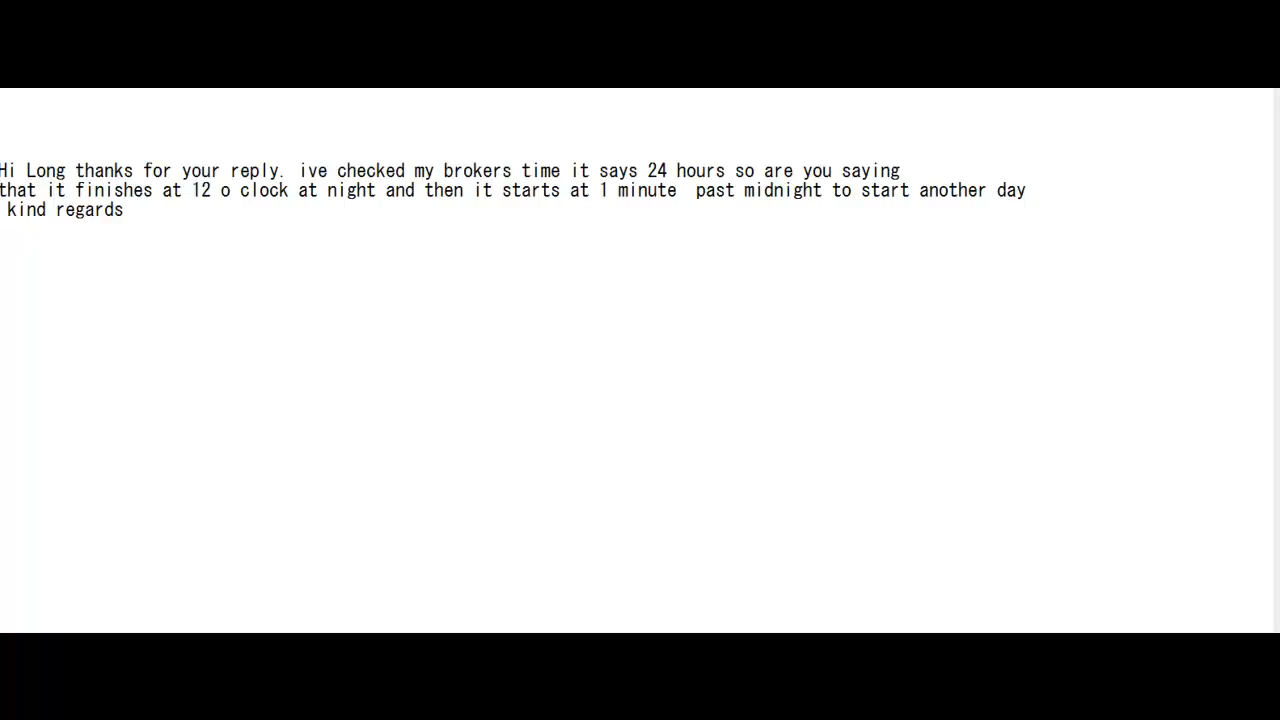 Hi Long thanks for your reply. ive checked my brokers time it says 24 hours so are you saying
that it finishes at 12 o clock at night and then it starts at 1 minute  past midnight to start another day
kind regards